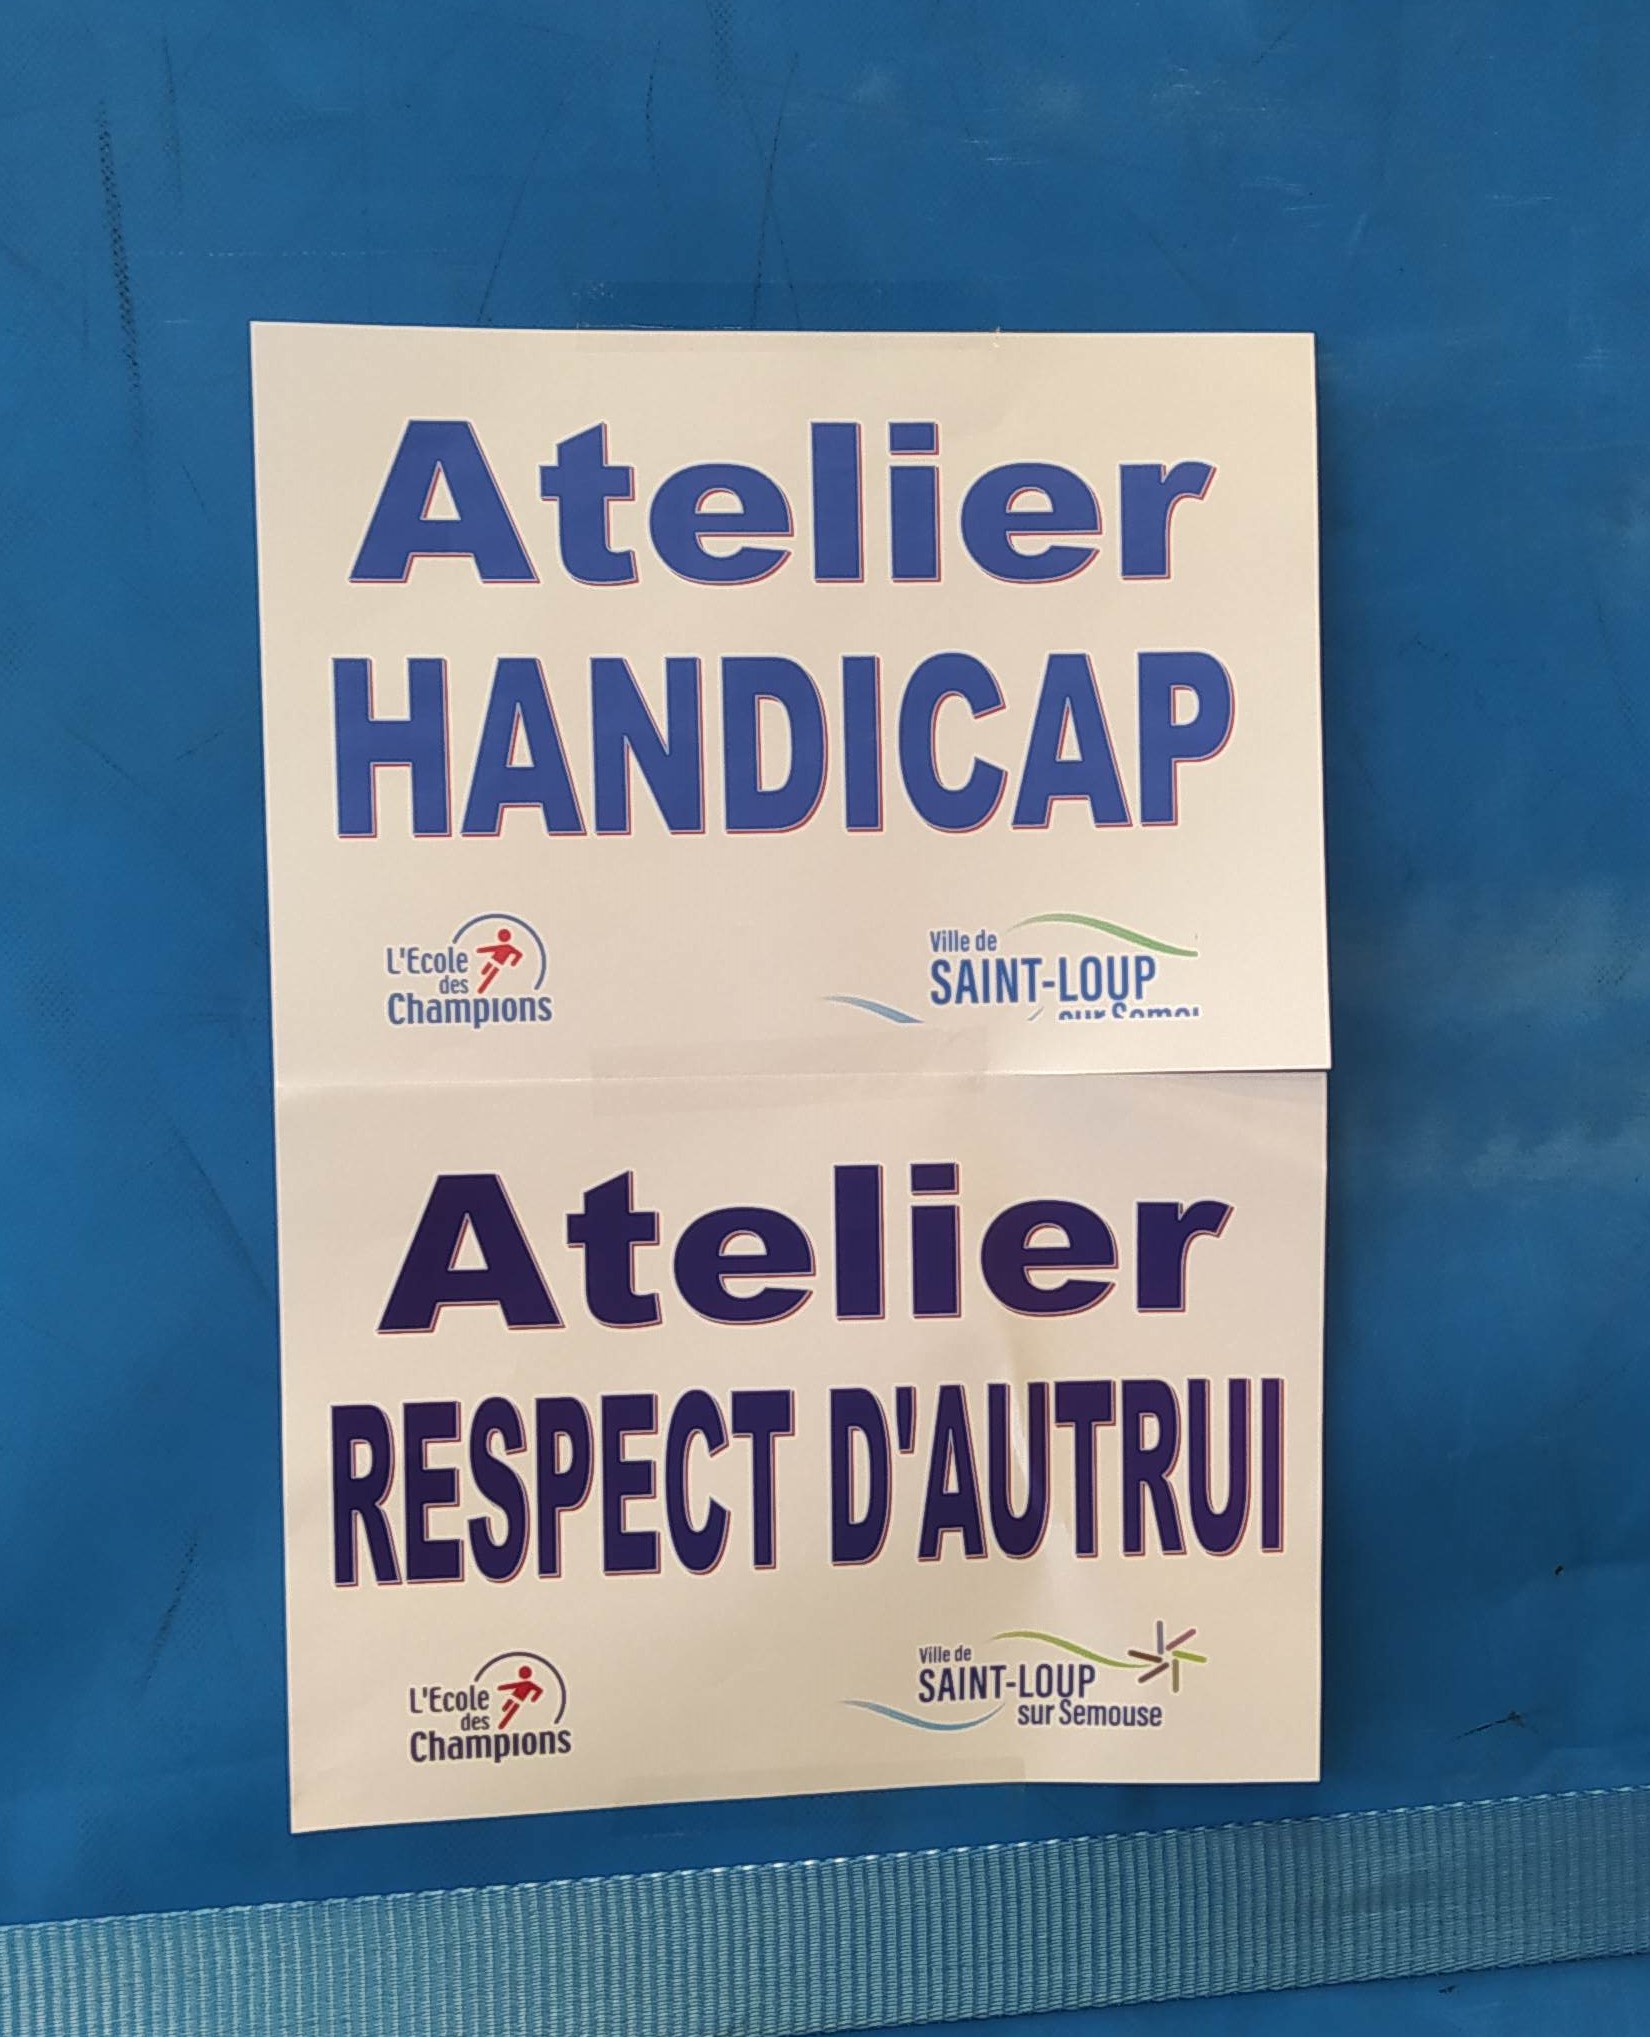 Atelier
HANDICAP
L'Ecole
des
Champions
Ville de
SAINT-LOUP
sur
Atelier
RESPECT D'AUTRUI
L'Ecole
des
Champions
Ville de
SAINT-LOUP
sur Semouse